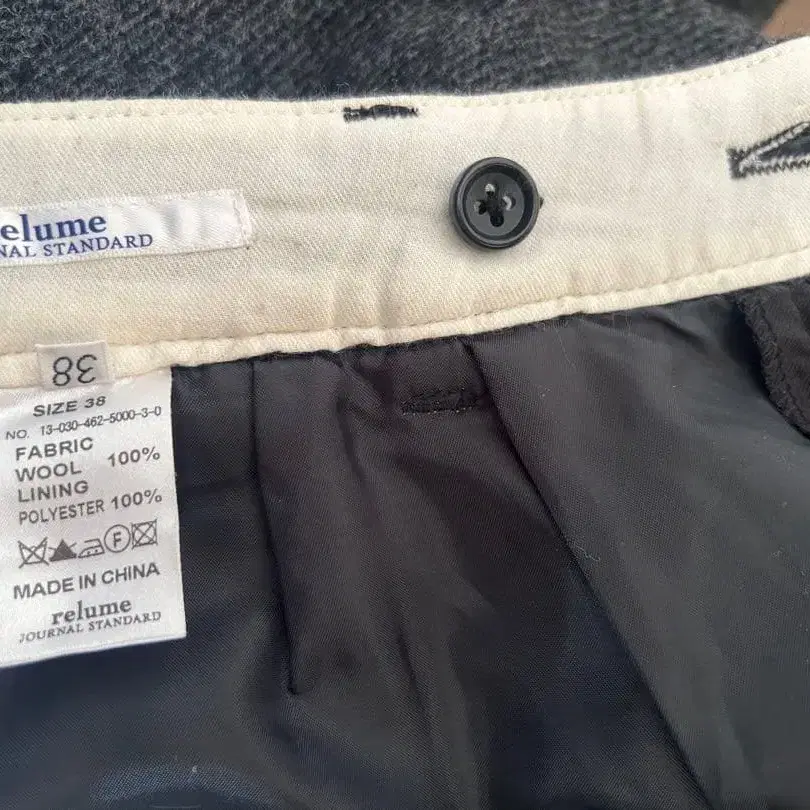 elume
NAL STANDARD
38
SIZE 38
NO. 13-030-462-5000-3-0
FABRIC
WOOL 100%
LINING
POLYESTER 100%
F
MADE IN CHINA
relume
JOURNAL STANDARD